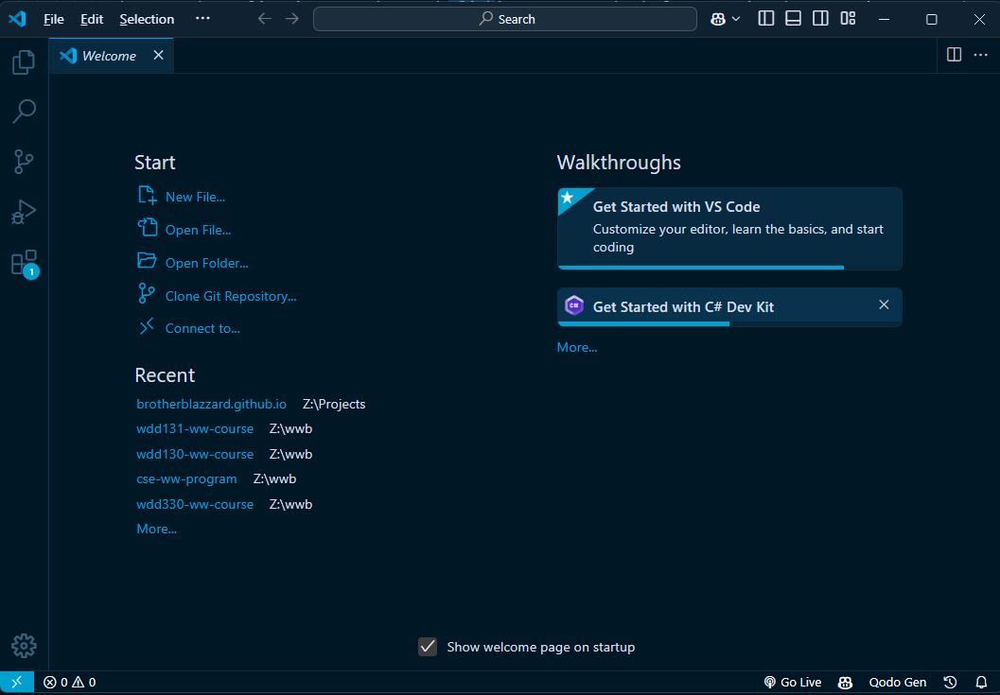 File Edit Selection ··· Search
Welcome
Start
New File...
Open File...
Open Folder...
Clone Git Repository...
Connect to...
Recent
brotherblazzard.github.io Z:\Projects
wdd131-ww-course Z:\wwb
wdd130-ww-course Z:\wwb
cse-ww-program Z:\wwb
wdd330-ww-course Z:\wwb
More...
Walkthroughs
Get Started with VS Code
Customize your editor, learn the basics, and start
coding
C# Get Started with C# Dev Kit
More...
1
Show welcome page on startup
0 0 Go Live Qodo Gen